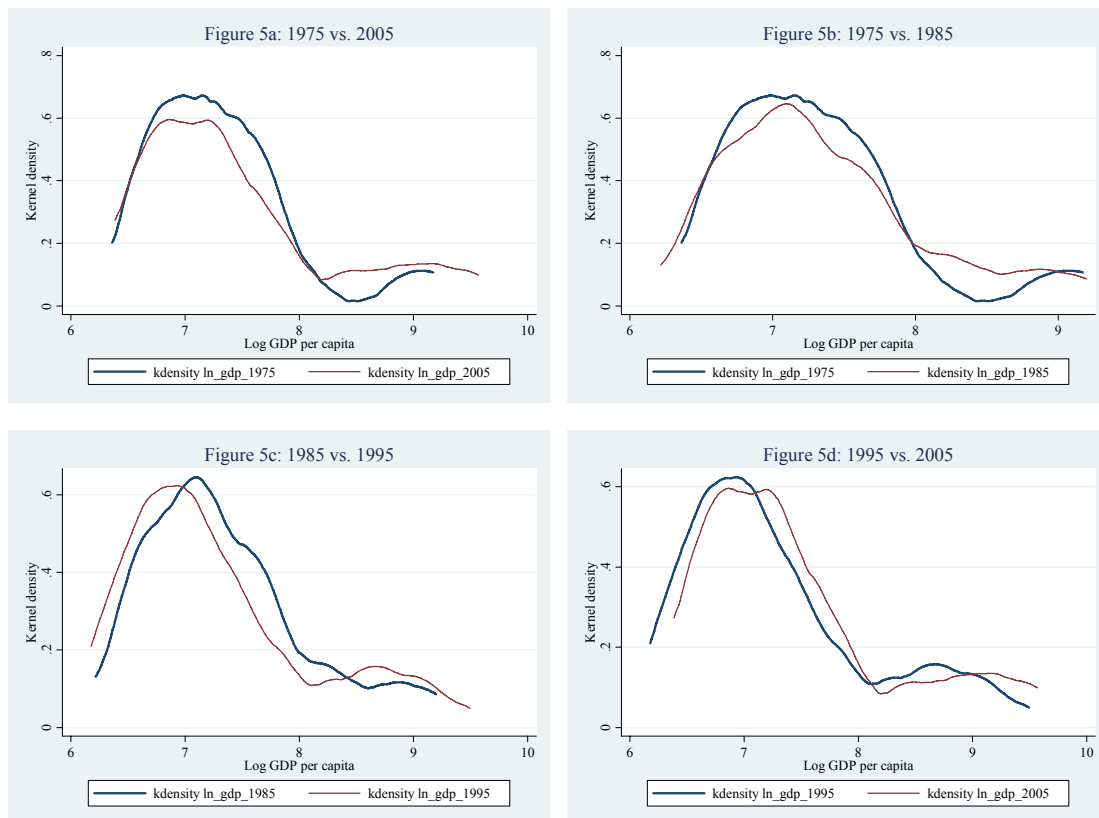 Figure 5a: 1975 vs. 2005
Kernel density
0 .2 .4 .6 .8
6 7 8 9 10
Log GDP per capita
kdensity ln_gdp_1975 kdensity ln_gdp_2005
Figure 5b: 1975 vs. 1985
Kernel density
0 .2 .4 .6 .8
6 7 8 9
Log GDP per capita
kdensity ln_gdp_1975 kdensity ln_gdp_1985
Figure 5c: 1985 vs. 1995
Kernel density
0 .2 .4 .6
6 7 8 9 10
Log GDP per capita
kdensity ln_gdp_1985 kdensity ln_gdp_1995
Figure 5d: 1995 vs. 2005
Kernel density
0 .2 .4 .6
6 7 8 9 10
Log GDP per capita
kdensity ln_gdp_1995 kdensity ln_gdp_2005